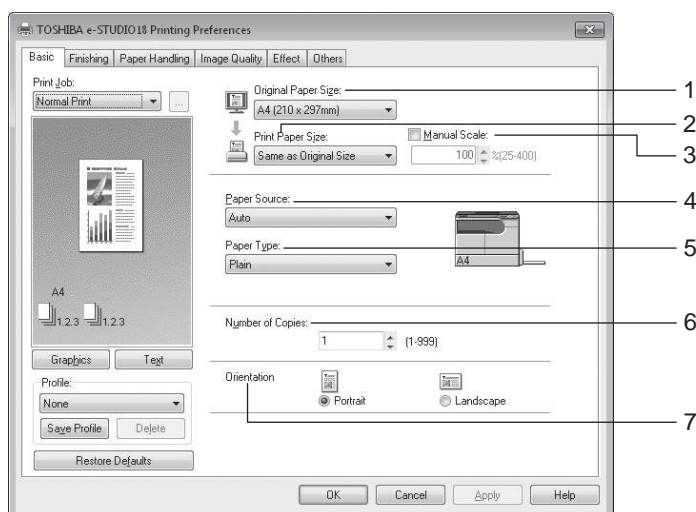 TOSHIBA e-STUDIO18 Printing Preferences
Basic Finishing Paper Handling Image Quality Effect Others
Print Job:
Normal Print
...
Original Paper Size:
A4 (210 x 297mm)
Print Paper Size:
Same as Original Size
Manual Scale:
100 %(25-400)
Paper Source:
Auto
Paper Type:
Plain
A4
A4
1.2.3 1.2.3
Number of Copies:
1 (1-999)
Graphics Text
Profile:
None
Save Profile Delete
Restore Defaults
Orientation
Portrait Landscape
OK Cancel Apply Help
1
2
3
4
5
6
7